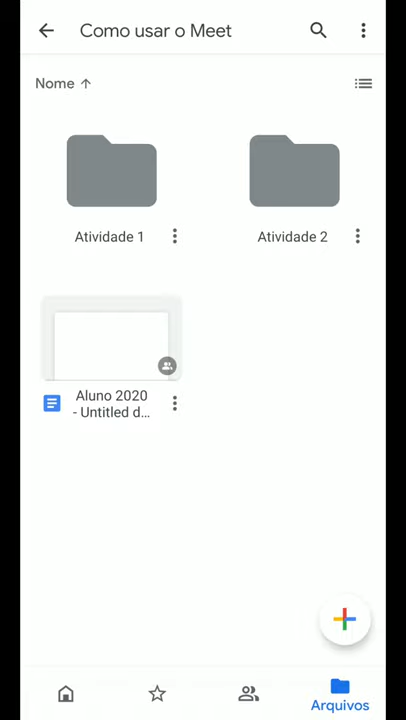 Como usar o Meet
Nome
Atividade 1
Atividade 2
Aluno 2020
- Untitled d...
Arquivos